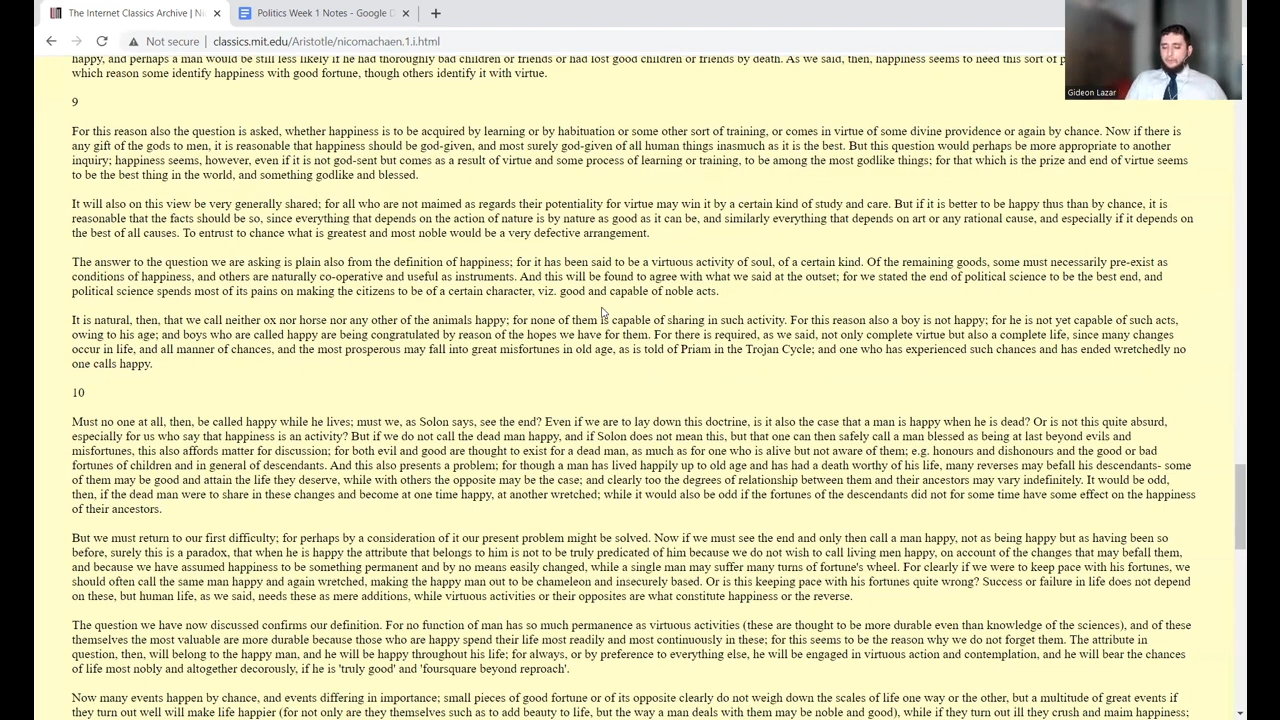 The Internet Classics Archive | Ni
Politics Week 1 Notes - Google D
Not secure
classics.mit.edu/Aristotle/nicomachaen.1.i.html
Gideon Lazar
happy, and perhaps a man would be still less likely if he had thoroughly bad children or friends or had lost good children or friends by death. As we said, then, happiness seems to need this sort of
which reason some identify happiness with good fortune, though others identify it with virtue.
9
For this reason also the question is asked, whether happiness is to be acquired by learning or by habituation or some other sort of training, or comes in virtue of some divine providence or again by chance. Now if there is
any gift of the gods to men, it is reasonable that happiness should be god-given, and most surely god-given of all human things inasmuch as it is the best. But this question would perhaps be more appropriate to another
inquiry; happiness seems, however, even if it is not god-sent but comes as a result of virtue and some process of learning or training, to be among the most godlike things; for that which is the prize and end of virtue seems
to be the best thing in the world, and something godlike and blessed.
It will also on this view be very generally shared; for all who are not maimed as regards their potentiality for virtue may win it by a certain kind of study and care. But if it is better to be happy thus than by chance, it is
reasonable that the facts should be so, since everything that depends on the action of nature is by nature as good as it can be, and similarly everything that depends on art or any rational cause, and especially if it depends on
the best of all causes. To entrust to chance what is greatest and most noble would be a very defective arrangement.
The answer to the question we are asking is plain also from the definition of happiness; for it has been said to be a virtuous activity of soul, of a certain kind. Of the remaining goods, some must necessarily pre-exist as
conditions of happiness, and others are naturally co-operative and useful as instruments. And this will be found to agree with what we said at the outset; for we stated the end of political science to be the best end, and
political science spends most of its pains on making the citizens to be of a certain character, viz. good and capable of noble acts.
It is natural, then, that we call neither ox nor horse nor any other of the animals happy; for none of them is capable of sharing in such activity. For this reason also a boy is not happy; for he is not yet capable of such acts,
owing to his age; and boys who are called happy are being congratulated by reason of the hopes we have for them. For there is required, as we said, not only complete virtue but also a complete life, since many changes
occur in life, and all manner of chances, and the most prosperous may fall into great misfortunes in old age, as is told of Priam in the Trojan Cycle; and one who has experienced such chances and has ended wretchedly no
one calls happy.
10
Must no one at all, then, be called happy while he lives; must we, as Solon says, see the end? Even if we are to lay down this doctrine, is it also the case that a man is happy when he is dead? Or is not this quite absurd,
especially for us who say that happiness is an activity? But if we do not call the dead man happy, and if Solon does not mean this, but that one can then safely call a man blessed as being at last beyond evils and
misfortunes, this also affords matter for discussion; for both evil and good are thought to exist for a dead man, as much as for one who is alive but not aware of them; e.g. honours and dishonours and the good or bad
fortunes of children and in general of descendants. And this also presents a problem; for though a man has lived happily up to old age and has had a death worthy of his life, many reverses may befall his descendants- some
of them may be good and attain the life they deserve, while with others the opposite may be the case; and clearly too the degrees of relationship between them and their ancestors may vary indefinitely. It would be odd,
then, if the dead man were to share in these changes and become at one time happy, at another wretched; while it would also be odd if the fortunes of the descendants did not for some time have some effect on the happiness
of their ancestors.
But we must return to our first difficulty; for perhaps by a consideration of it our present problem might be solved. Now if we must see the end and only then call a man happy, not as being happy but as having been so
before, surely this is a paradox, that when he is happy the attribute that belongs to him is not to be truly predicated of him because we do not wish to call living men happy, on account of the changes that may befall them,
and because we have assumed happiness to be something permanent and by no means easily changed, while a single man may suffer many turns of fortune's wheel. For clearly if we were to keep pace with his fortunes, we
should often call the same man happy and again wretched, making the happy man out to be chameleon and insecurely based. Or is this keeping pace with his fortunes quite wrong? Success or failure in life does not depend
on these, but human life, as we said, needs these as mere additions, while virtuous activities or their opposites are what constitute happiness or the reverse.
The question we have now discussed confirms our definition. For no function of man has so much permanence as virtuous activities (these are thought to be more durable even than knowledge of the sciences), and of these
themselves the most valuable are more durable because those who are happy spend their life most readily and most continuously in these; for this seems to be the reason why we do not forget them. The attribute in
question, then, will belong to the happy man, and he will be happy throughout his life; for always, or by preference to everything else, he will be engaged in virtuous action and contemplation, and he will bear the chances
of life most nobly and altogether decorously, if he is 'truly good' and 'foursquare beyond reproach'.
Now many events happen by chance, and events differing in importance; small pieces of good fortune or of its opposite clearly do not weigh down the scales of life one way or the other, but a multitude of great events if
they turn out well will make life happier (for not only are they themselves such as to add beauty to life, but the way a man deals with them may be noble and good), while if they turn out ill they crush and maim happiness;